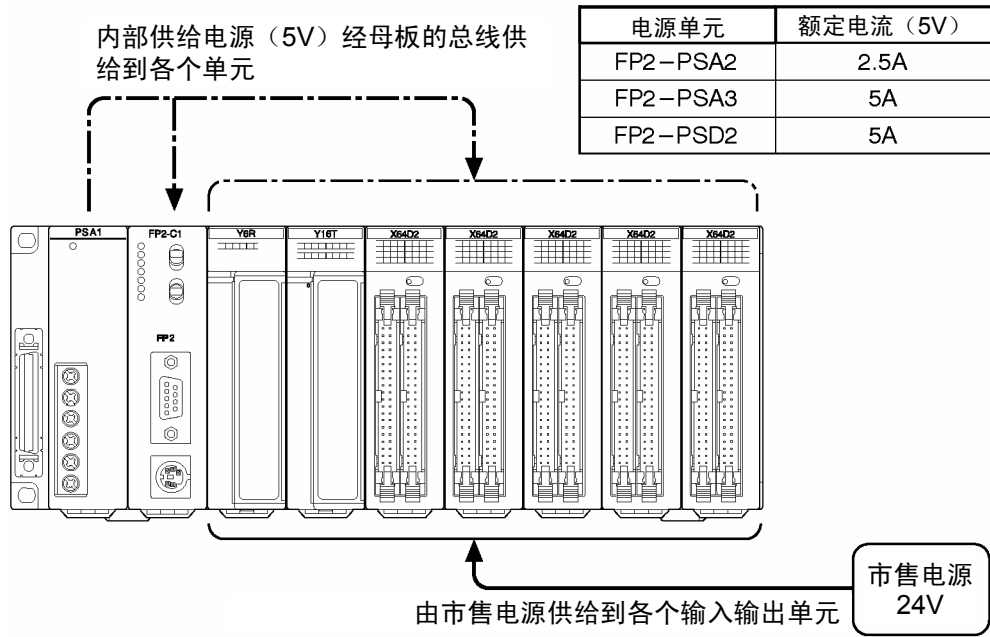 内部供给电源（5V）经母板的总线供
给到各个单元
电源单元 额定电流（5V）
FP2-PSA2 2.5A
FP2-PSA3 5A
FP2-PSD2 5A
PSA1 FP2-C1 Y6R Y16T X64D2 X64D2 X64D2 X64D2 X64D2
FP2
由市售电源供给到各个输入输出单元
市售电源
24V